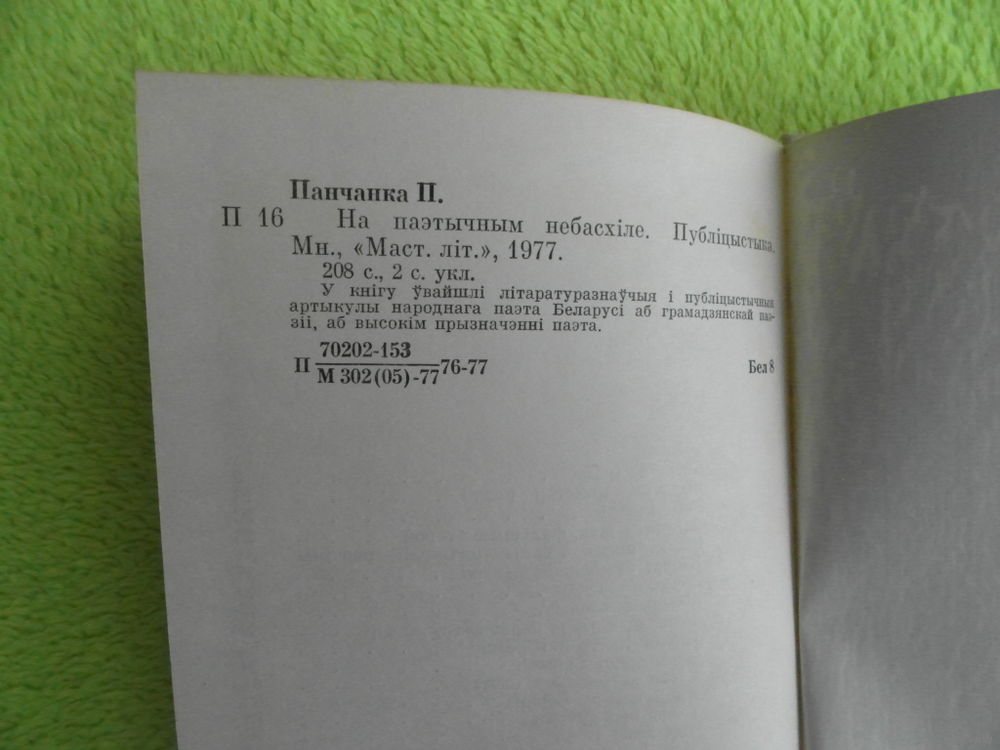 Панчанка П.
П 16 На паэтычным небасхіле. Публіцыстыка.
Мн., «Маст. літ.», 1977.
208 с., 2 с. укл.
У кнігу ўвайшлі літаратуразнаўчыя і публіцыстычныя
артыкулы народнага паэта Беларусі аб грамадзянскай паэ-
зіі, аб высокім прызначэнні паэта.
П 70202-153 76-77 Бел 8
М 302(05)-77